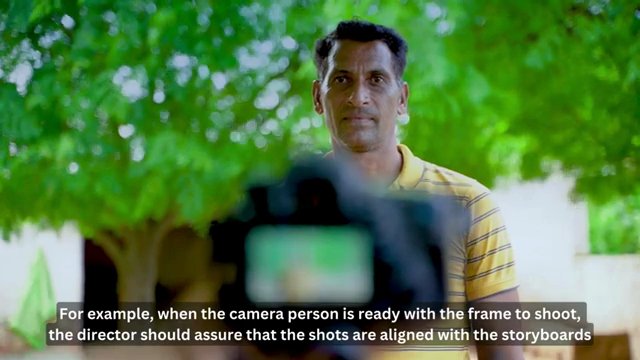 For example, when the camera person is ready with the frame to shoot,
the director should assure that the shots are aligned with the storyboards